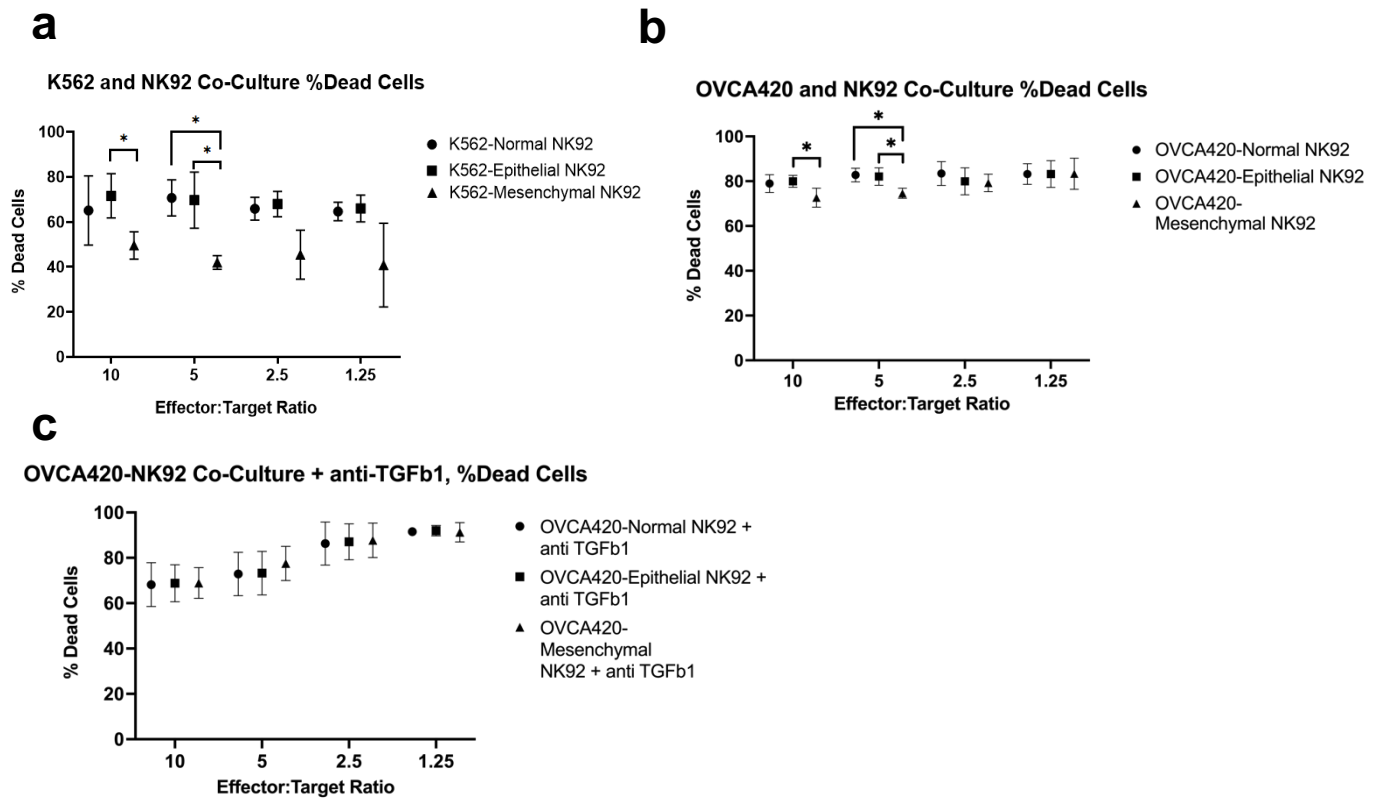 a
K562 and NK92 Co-Culture %Dead Cells
% Dead Cells
100
80
60
40
20
0
*
*
*
10 5 2.5 1.25
Effector:Target Ratio
K562-Normal NK92
K562-Epithelial NK92
K562-Mesenchymal NK92
b
OVCA420 and NK92 Co-Culture %Dead Cells
% Dead Cells
100
80
60
40
20
0
*
*
*
10 5 2.5 1.25
Effector:Target Ratio
OVCA420-Normal NK92
OVCA420-Epithelial NK92
OVCA420-
Mesenchymal NK92
c
OVCA420-NK92 Co-Culture + anti-TGFb1, %Dead Cells
% Dead Cells
100
80
60
40
20
0
10 5 2.5 1.25
Effector:Target Ratio
OVCA420-Normal NK92 +
anti TGFb1
OVCA420-Epithelial NK92 +
anti TGFb1
OVCA420-
Mesenchymal
NK92 + anti TGFb1